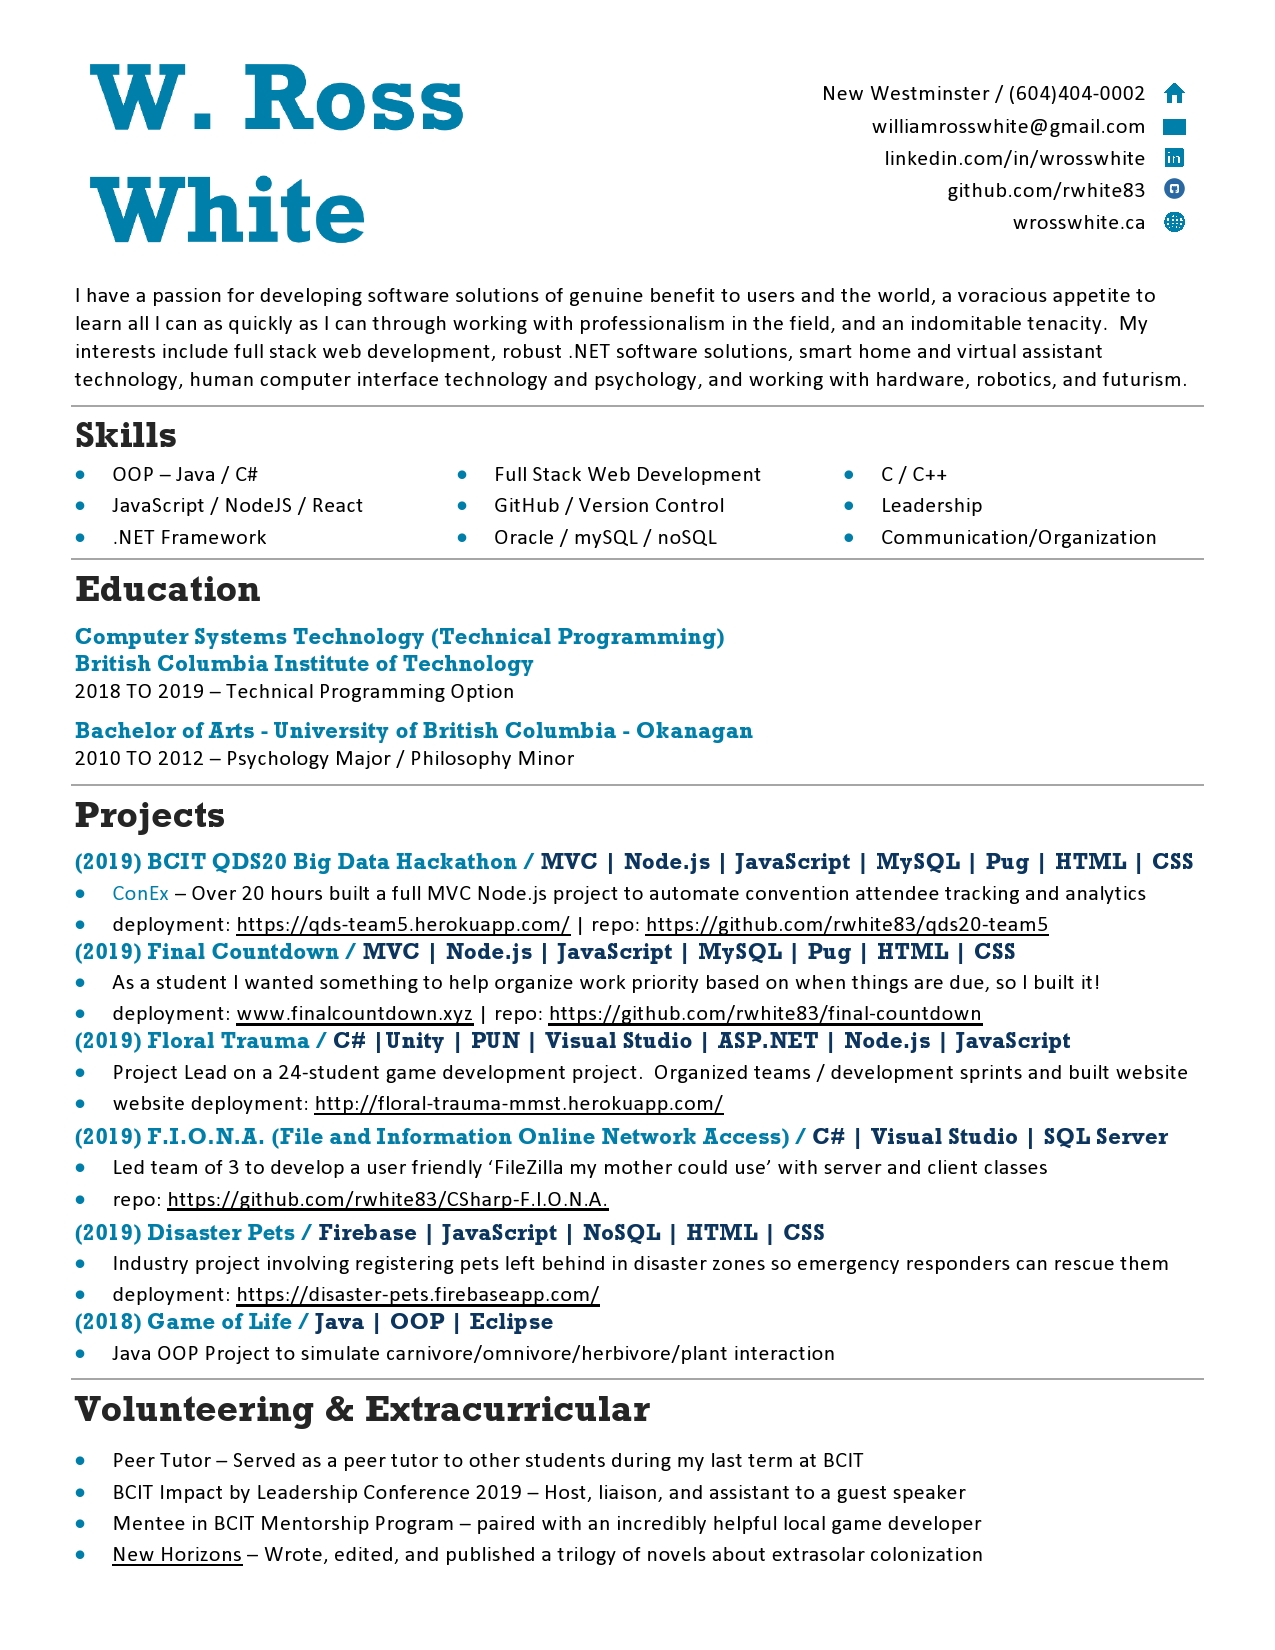 W. Ross
White
New Westminster / (604)404-0002
williamrosswhite@gmail.com
linkedin.com/in/wrosswhite
github.com/rwhite83
wrosswhite.ca
I have a passion for developing software solutions of genuine benefit to users and the world, a voracious appetite to
learn all I can as quickly as I can through working with professionalism in the field, and an indomitable tenacity.  My
interests include full stack web development, robust .NET software solutions, smart home and virtual assistant
technology, human computer interface technology and psychology, and working with hardware, robotics, and futurism.
Skills
• OOP – Java / C#
• JavaScript / NodeJS / React
• .NET Framework
• Full Stack Web Development
• GitHub / Version Control
• Oracle / mySQL / noSQL
• C / C++
• Leadership
• Communication/Organization
Education
Computer Systems Technology (Technical Programming)
British Columbia Institute of Technology
2018 TO 2019 – Technical Programming Option
Bachelor of Arts - University of British Columbia - Okanagan
2010 TO 2012 – Psychology Major / Philosophy Minor
Projects
(2019) BCIT QDS20 Big Data Hackathon / MVC | Node.js | JavaScript | MySQL | Pug | HTML | CSS
• ConEx – Over 20 hours built a full MVC Node.js project to automate convention attendee tracking and analytics
• deployment: https://qds-team5.herokuapp.com/ | repo: https://github.com/rwhite83/qds20-team5
(2019) Final Countdown / MVC | Node.js | JavaScript | MySQL | Pug | HTML | CSS
• As a student I wanted something to help organize work priority based on when things are due, so I built it!
• deployment: www.finalcountdown.xyz | repo: https://github.com/rwhite83/final-countdown
(2019) Floral Trauma / C# |Unity | PUN | Visual Studio | ASP.NET | Node.js | JavaScript
• Project Lead on a 24-student game development project.  Organized teams / development sprints and built website
• website deployment: http://floral-trauma-mmst.herokuapp.com/
(2019) F.I.O.N.A. (File and Information Online Network Access) / C# | Visual Studio | SQL Server
• Led team of 3 to develop a user friendly ‘FileZilla my mother could use’ with server and client classes
• repo: https://github.com/rwhite83/CSharp-F.I.O.N.A.
(2019) Disaster Pets / Firebase | JavaScript | NoSQL | HTML | CSS
• Industry project involving registering pets left behind in disaster zones so emergency responders can rescue them
• deployment: https://disaster-pets.firebaseapp.com/
(2018) Game of Life / Java | OOP | Eclipse
• Java OOP Project to simulate carnivore/omnivore/herbivore/plant interaction
Volunteering & Extracurricular
• Peer Tutor – Served as a peer tutor to other students during my last term at BCIT
• BCIT Impact by Leadership Conference 2019 – Host, liaison, and assistant to a guest speaker
• Mentee in BCIT Mentorship Program – paired with an incredibly helpful local game developer
• New Horizons – Wrote, edited, and published a trilogy of novels about extrasolar colonization